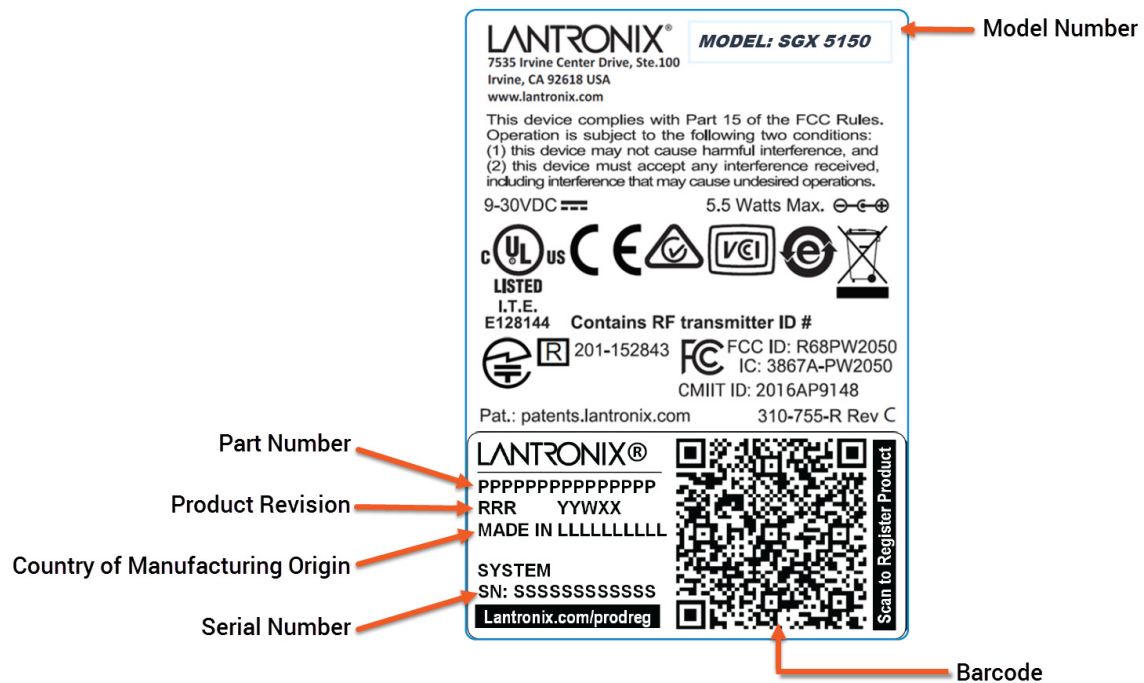 LANTRONIX®
MODEL: SGX 5150
Model Number
7535 Irvine Center Drive, Ste.100
Irvine, CA 92618 USA
www.lantronix.com
This device complies with Part 15 of the FCC Rules.
Operation is subject to the following two conditions:
(1) this device may not cause harmful interference, and
(2) this device must accept any interference received,
including interference that may cause undesired operations.
9-30VDC
5.5 Watts Max.
C UL US
LISTED
I.T.E.
E128144
CE
VCI
e
Contains RF transmitter ID #
R 201-152843
FC FCC ID: R68PW2050
IC: 3867A-PW2050
CMIIT ID: 2016AP9148
Pat.: patents.lantronix.com
310-755-R Rev C
Part Number
Product Revision
Country of Manufacturing Origin
Serial Number
LANTRONIX®
PPPPPPPPPPPPPPP
RRR YYWXX
MADE IN LLLLLLLLLL
SYSTEM
SN: SSSSSSSSSSSS
Lantronix.com/prodreg
Scan to Register Product
Barcode